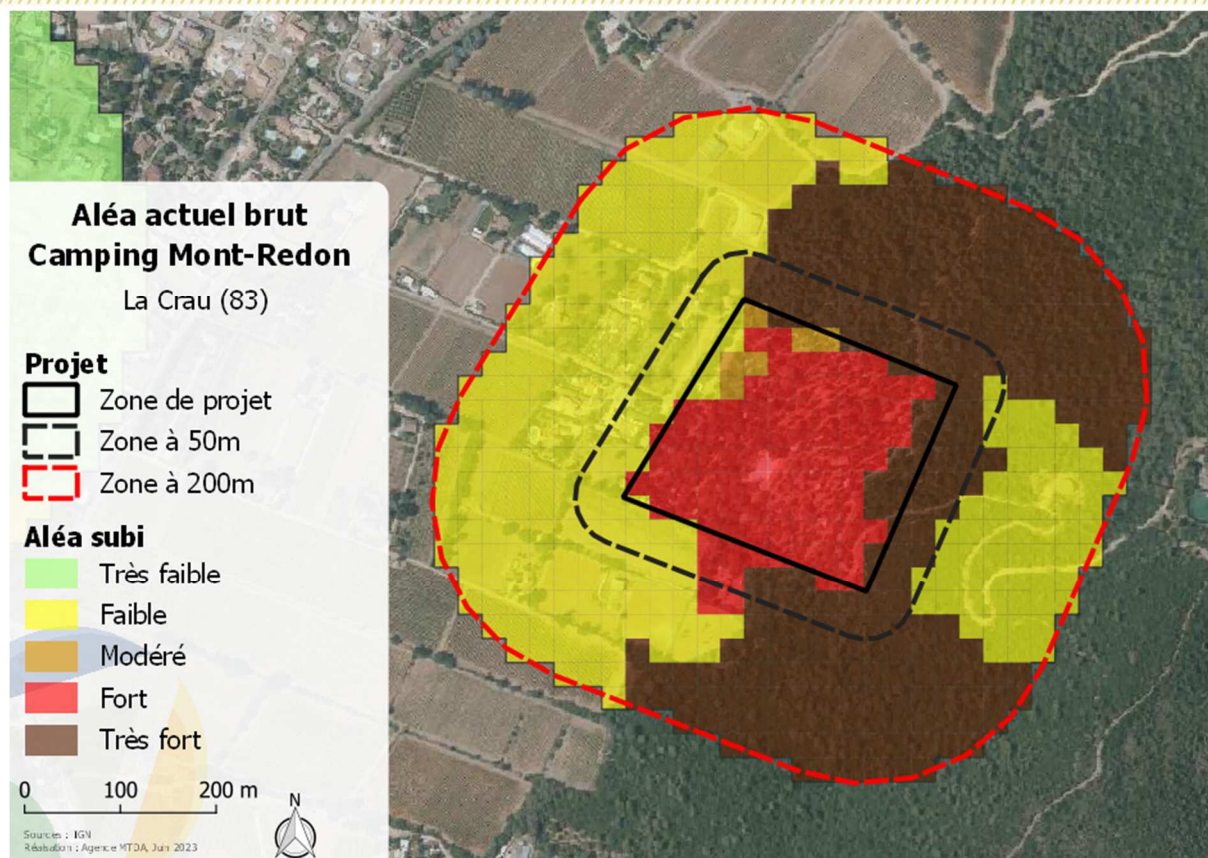 Aléa actuel brut
Camping Mont-Redon
La Crau (83)
Projet
Zone de projet
Zone à 50m
Zone à 200m
Aléa subi
Très faible
Faible
Modéré
Fort
Très fort
0 100 200 m
N
Sources : IGN
Réalisation : Agence MTDA, Juin 2023